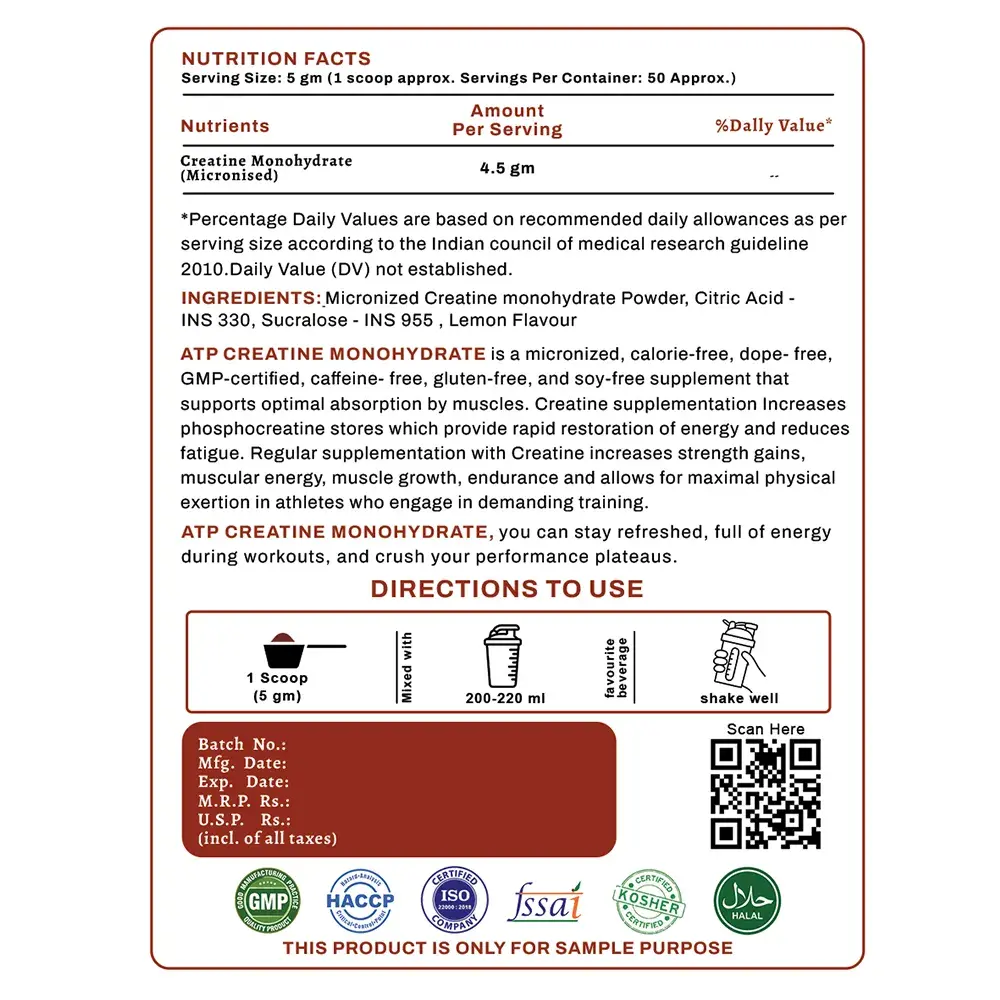 NUTRITION FACTS
Serving Size: 5 gm (1 scoop approx. Servings Per Container: 50 Approx.)
Nutrients
Amount
Per Serving
%Dally Value*
Creatine Monohydrate
(Micronised)
4.5 gm
--
*Percentage Daily Values are based on recommended daily allowances as per
serving size according to the Indian council of medical research guideline
2010.Daily Value (DV) not established.
INGREDIENTS: Micronized Creatine monohydrate Powder, Citric Acid -
INS 330, Sucralose - INS 955 , Lemon Flavour
ATP CREATINE MONOHYDRATE is a micronized, calorie-free, dope- free,
GMP-certified, caffeine- free, gluten-free, and soy-free supplement that
supports optimal absorption by muscles. Creatine supplementation Increases
phosphocreatine stores which provide rapid restoration of energy and reduces
fatigue. Regular supplementation with Creatine increases strength gains,
muscular energy, muscle growth, endurance and allows for maximal physical
exertion in athletes who engage in demanding training.
ATP CREATINE MONOHYDRATE, you can stay refreshed, full of energy
during workouts, and crush your performance plateaus.
DIRECTIONS TO USE
1 Scoop
(5 gm)
Mixed with
200-220 ml
favourite
beverage
shake well
Batch No.:
Mfg. Date:
Exp. Date:
M.R.P. Rs.:
U.S.P. Rs.:
(incl. of all taxes)
Scan Here
GOOD MANUFACTURING PRACTICE
GMP
QUALITY PRODUCT
Hazard-Analysis
HACCP
Critical-Control-Point
CERTIFIED
ISO
22000 : 2018
COMPANY
fssai
CERTIFIED
KOSHER
CERTIFIED
حلال
HALAL
THIS PRODUCT IS ONLY FOR SAMPLE PURPOSE